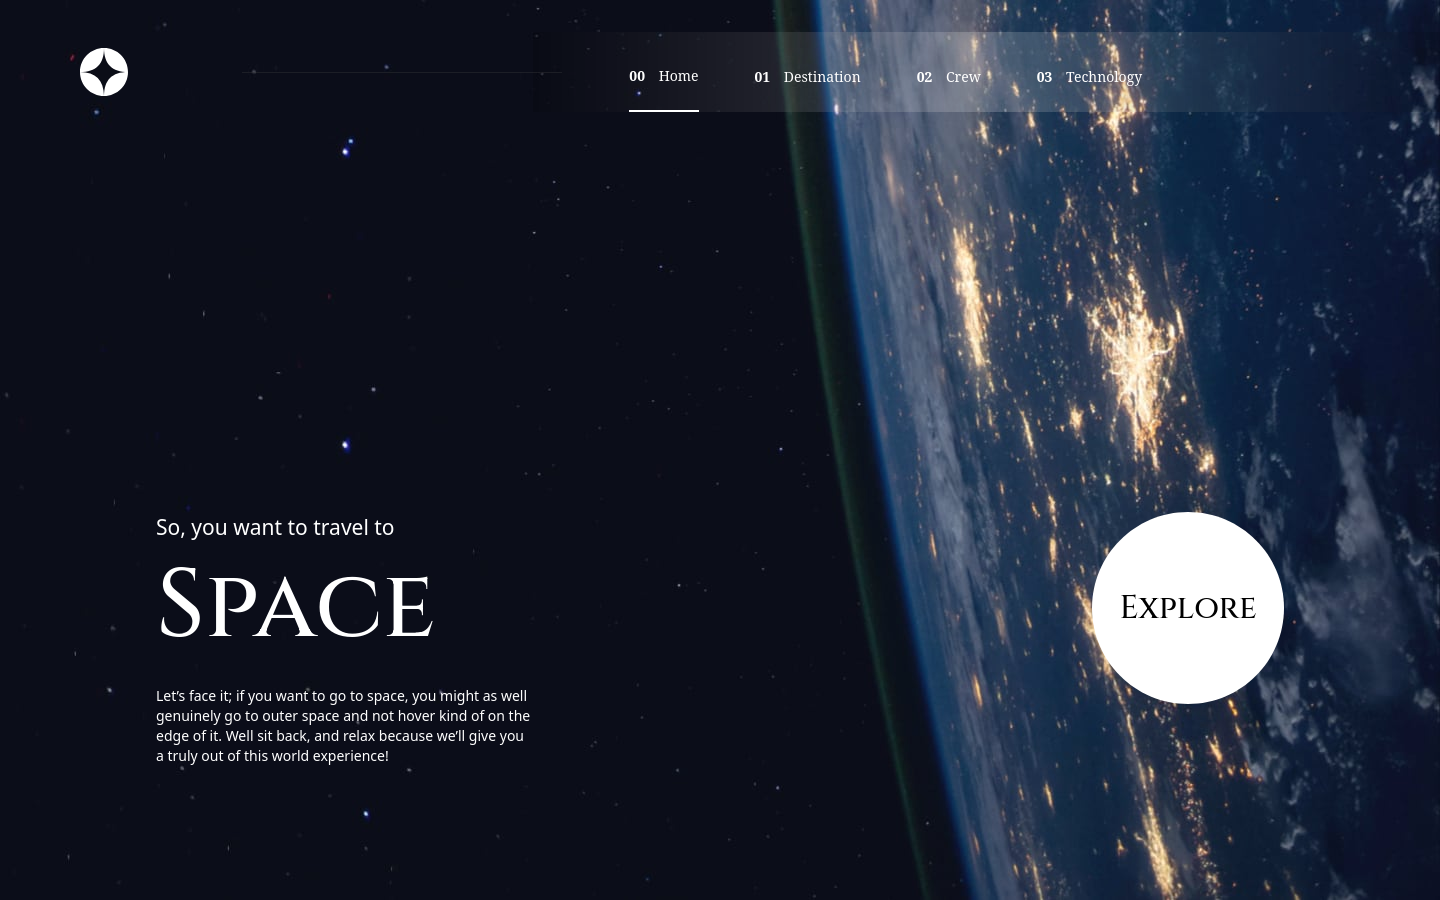 00 Home 01 Destination 02 Crew 03 Technology
So, you want to travel to
Space
Let’s face it; if you want to go to space, you might as well
genuinely go to outer space and not hover kind of on the
edge of it. Well sit back, and relax because we’ll give you
a truly out of this world experience!
Explore